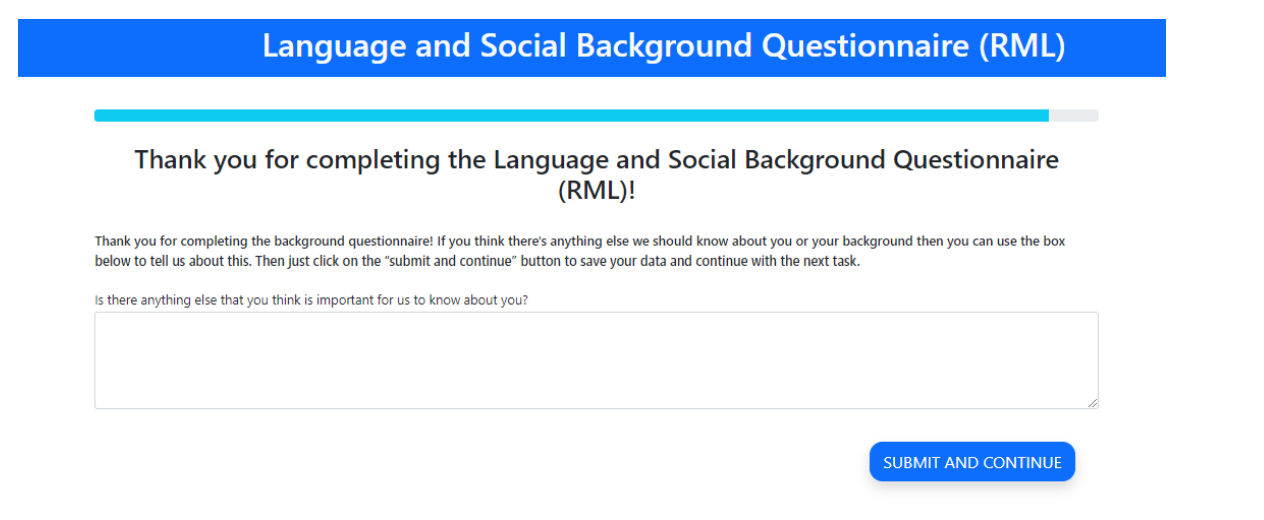 Language and Social Background Questionnaire (RML)
Thank you for completing the Language and Social Background Questionnaire
(RML)!
Thank you for completing the background questionnaire! If you think there's anything else we should know about you or your background then you can use the box
below to tell us about this. Then just click on the “submit and continue” button to save your data and continue with the next task.
Is there anything else that you think is important for us to know about you?
SUBMIT AND CONTINUE